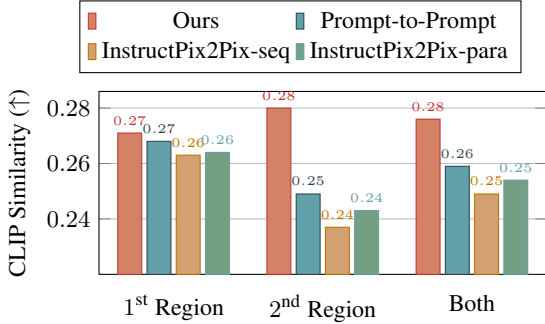 Ours Prompt-to-Prompt
InstructPix2Pix-seq InstructPix2Pix-para
CLIP Similarity (↑)
0.28
0.26
0.24
0.27 0.27 0.26 0.26
0.28 0.25 0.24 0.24
0.28 0.26 0.25 0.25
1st Region 2nd Region Both